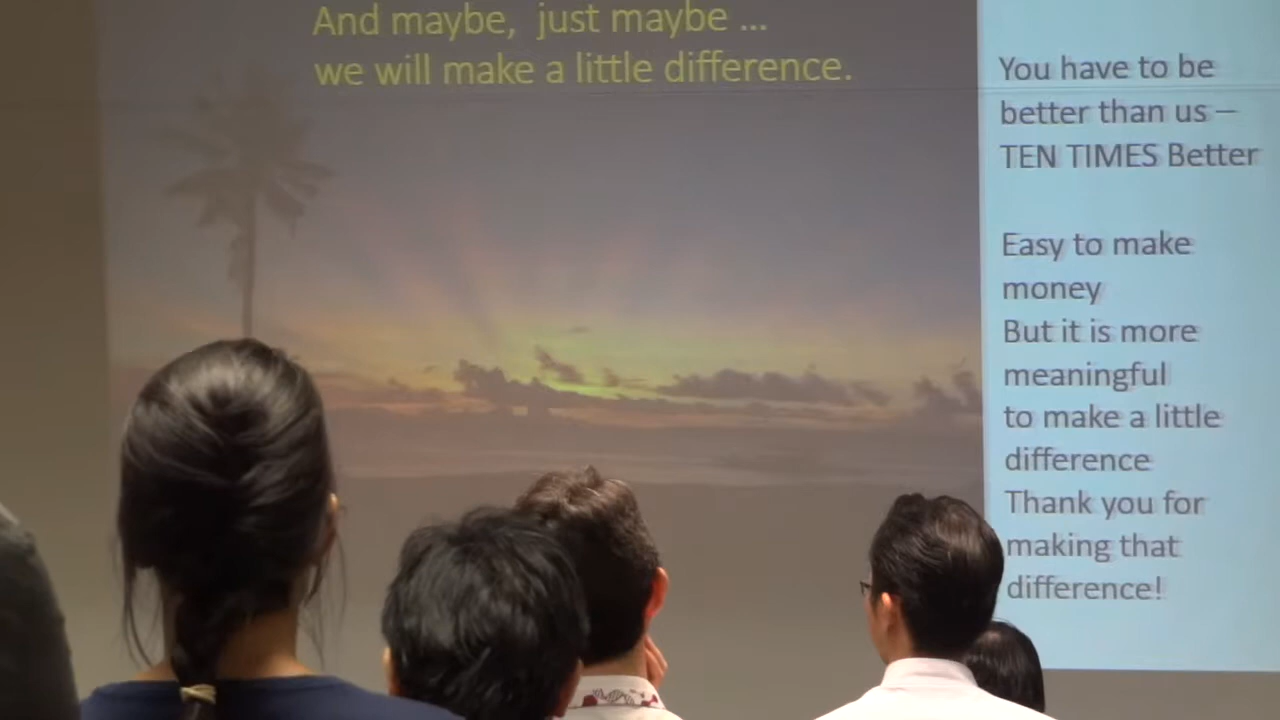 And maybe, just maybe ...
we will make a little difference.
You have to be
better than us –
TEN TIMES Better
Easy to make
money
But it is more
meaningful
to make a little
difference
Thank you for
making that
difference!